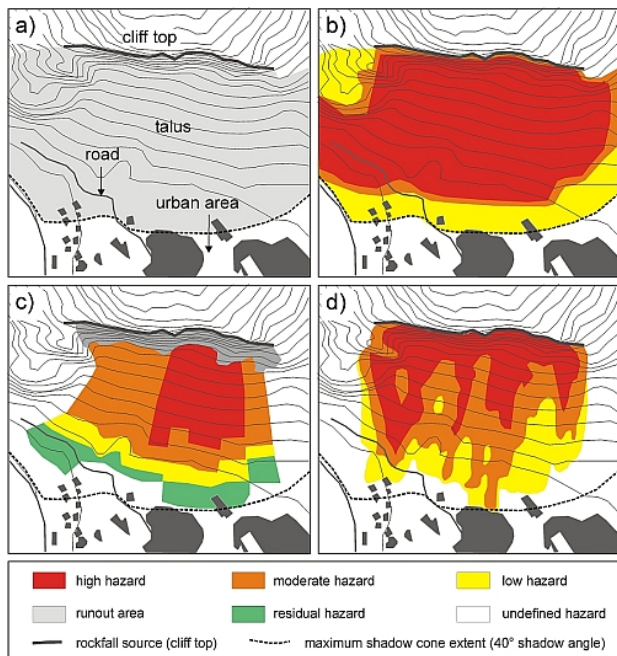 a)
cliff top
talus
road
urban area
b)
c)
d)
high hazard
moderate hazard
low hazard
runout area
residual hazard
undefined hazard
rockfall source (cliff top)
maximum shadow cone extent (40° shadow angle)